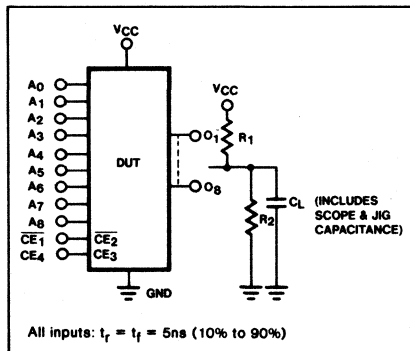 VCC
A0
A1
A2
A3
A4
A5
A6
A7
A8
CE1
CE4
DUT
CE2
CE3
O1
O8
GND
VCC
R1
R2
CL
(INCLUDES
SCOPE & JIG
CAPACITANCE)
All inputs: tr = tf = 5ns (10% to 90%)